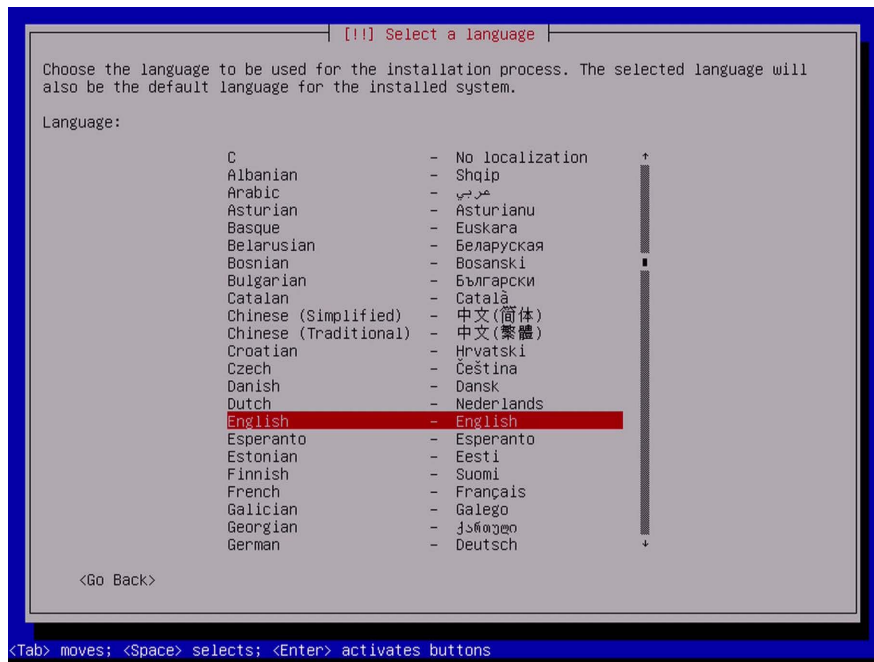 [!!] Select a language
Choose the language to be used for the installation process. The selected language will
also be the default language for the installed system.
Language:
C - No localization
Albanian - Shqip
Arabic - عربي
Asturian - Asturianu
Basque - Euskara
Belarusian - Беларуская
Bosnian - Bosanski
Bulgarian - Български
Catalan - Català
Chinese (Simplified) - 中文(简体)
Chinese (Traditional) - 中文(繁體)
Croatian - Hrvatski
Czech - Čeština
Danish - Dansk
Dutch - Nederlands
English - English
Esperanto - Esperanto
Estonian - Eesti
Finnish - Suomi
French - Français
Galician - Galego
Georgian - ქართული
German - Deutsch
<Go Back>
<Tab> moves; <Space> selects; <Enter> activates buttons